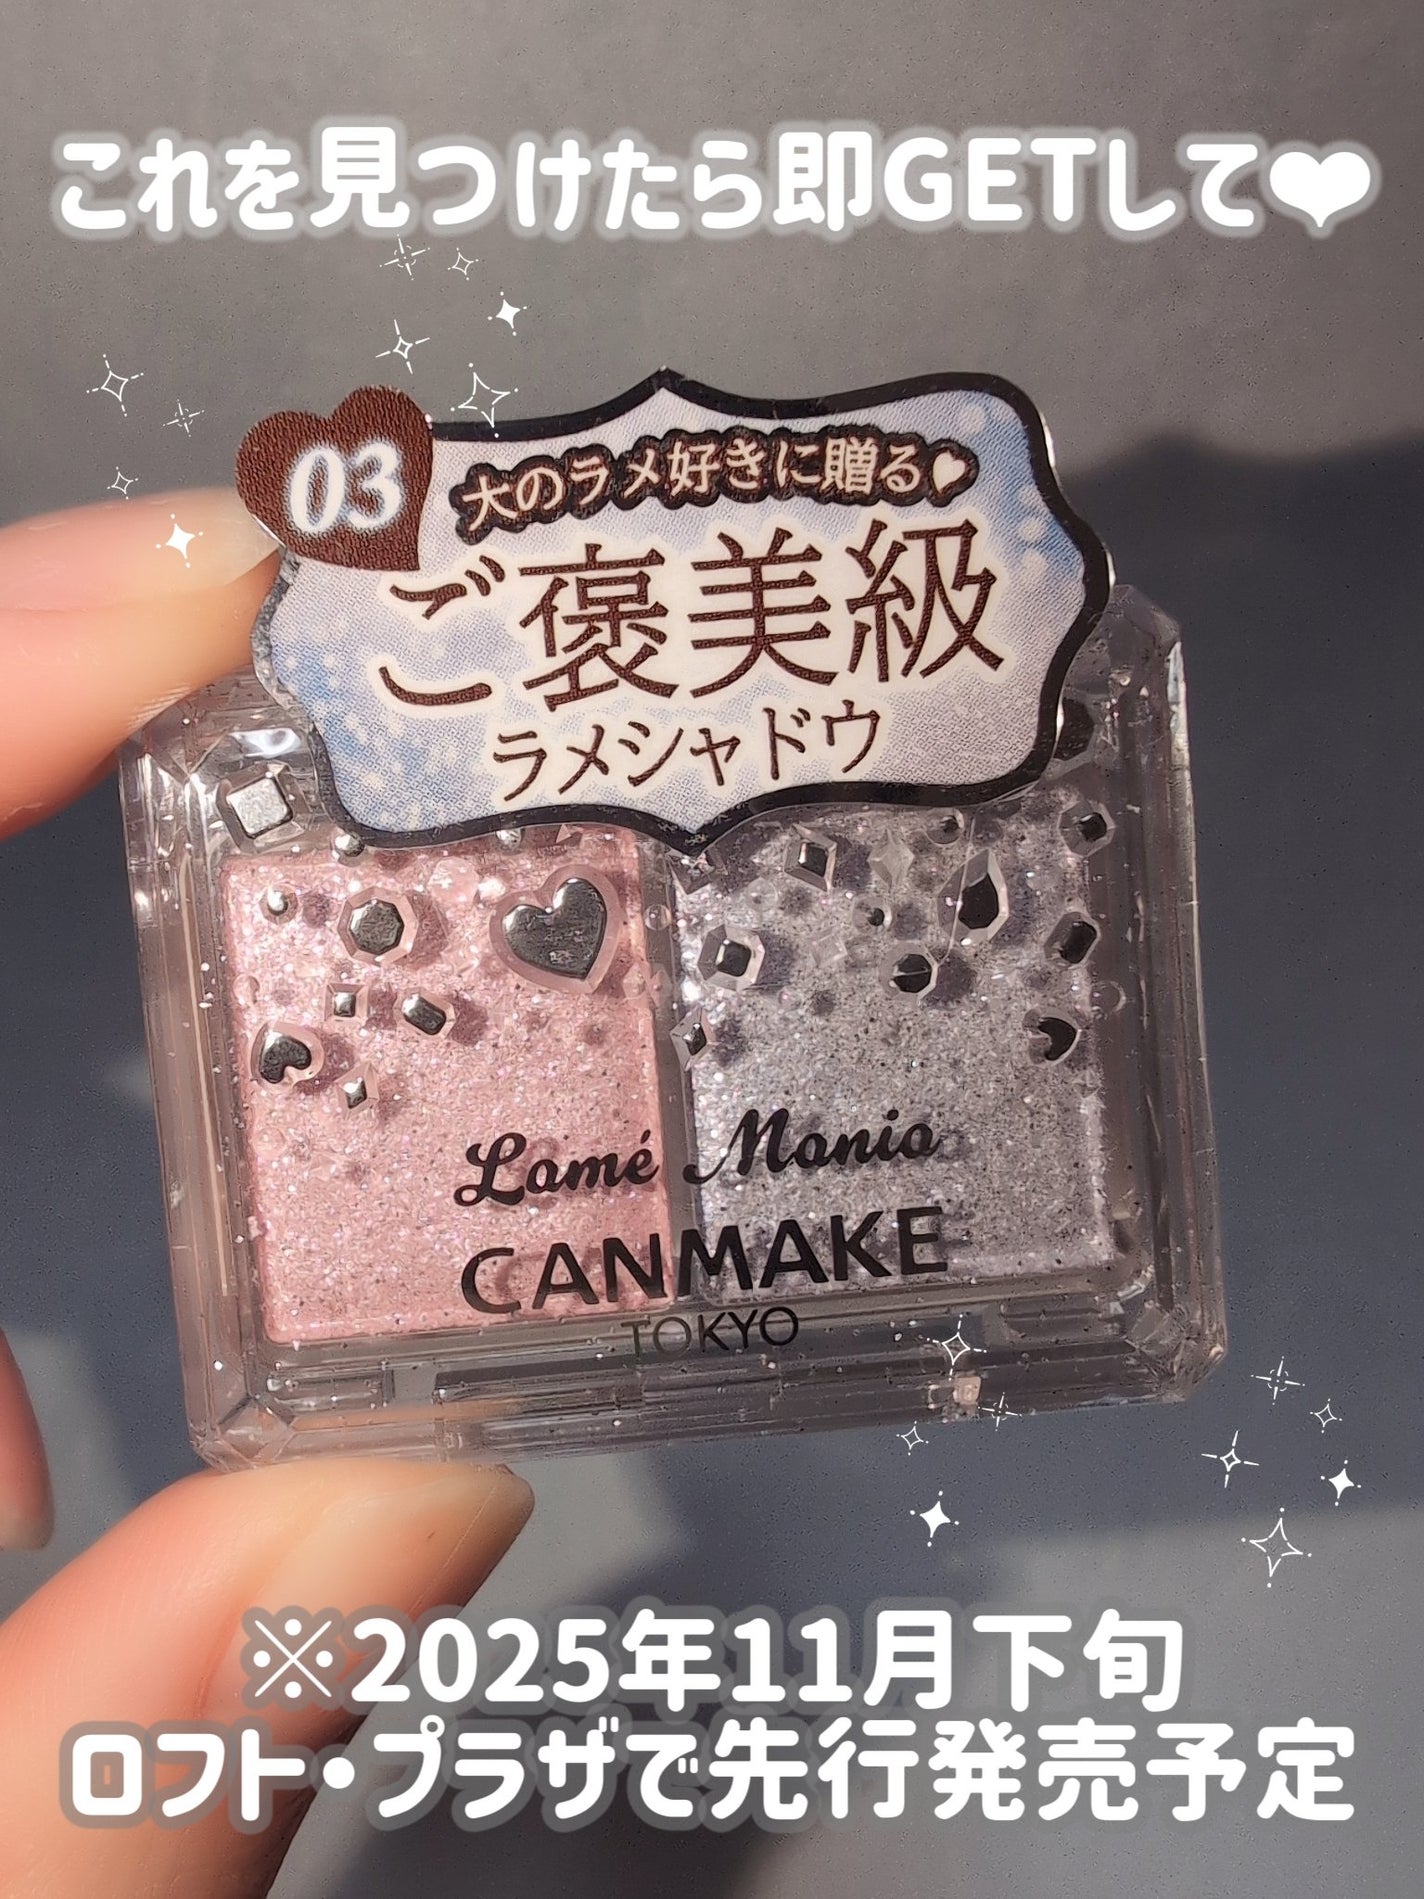 これを見つけたら即GETして♥
03
大のラメ好きに贈る♥
ご褒美級
ラメシャドウ
Lamé Mania
CANMAKE
TOKYO
※2025年11月下旬
ロフト・プラザで先行発売予定